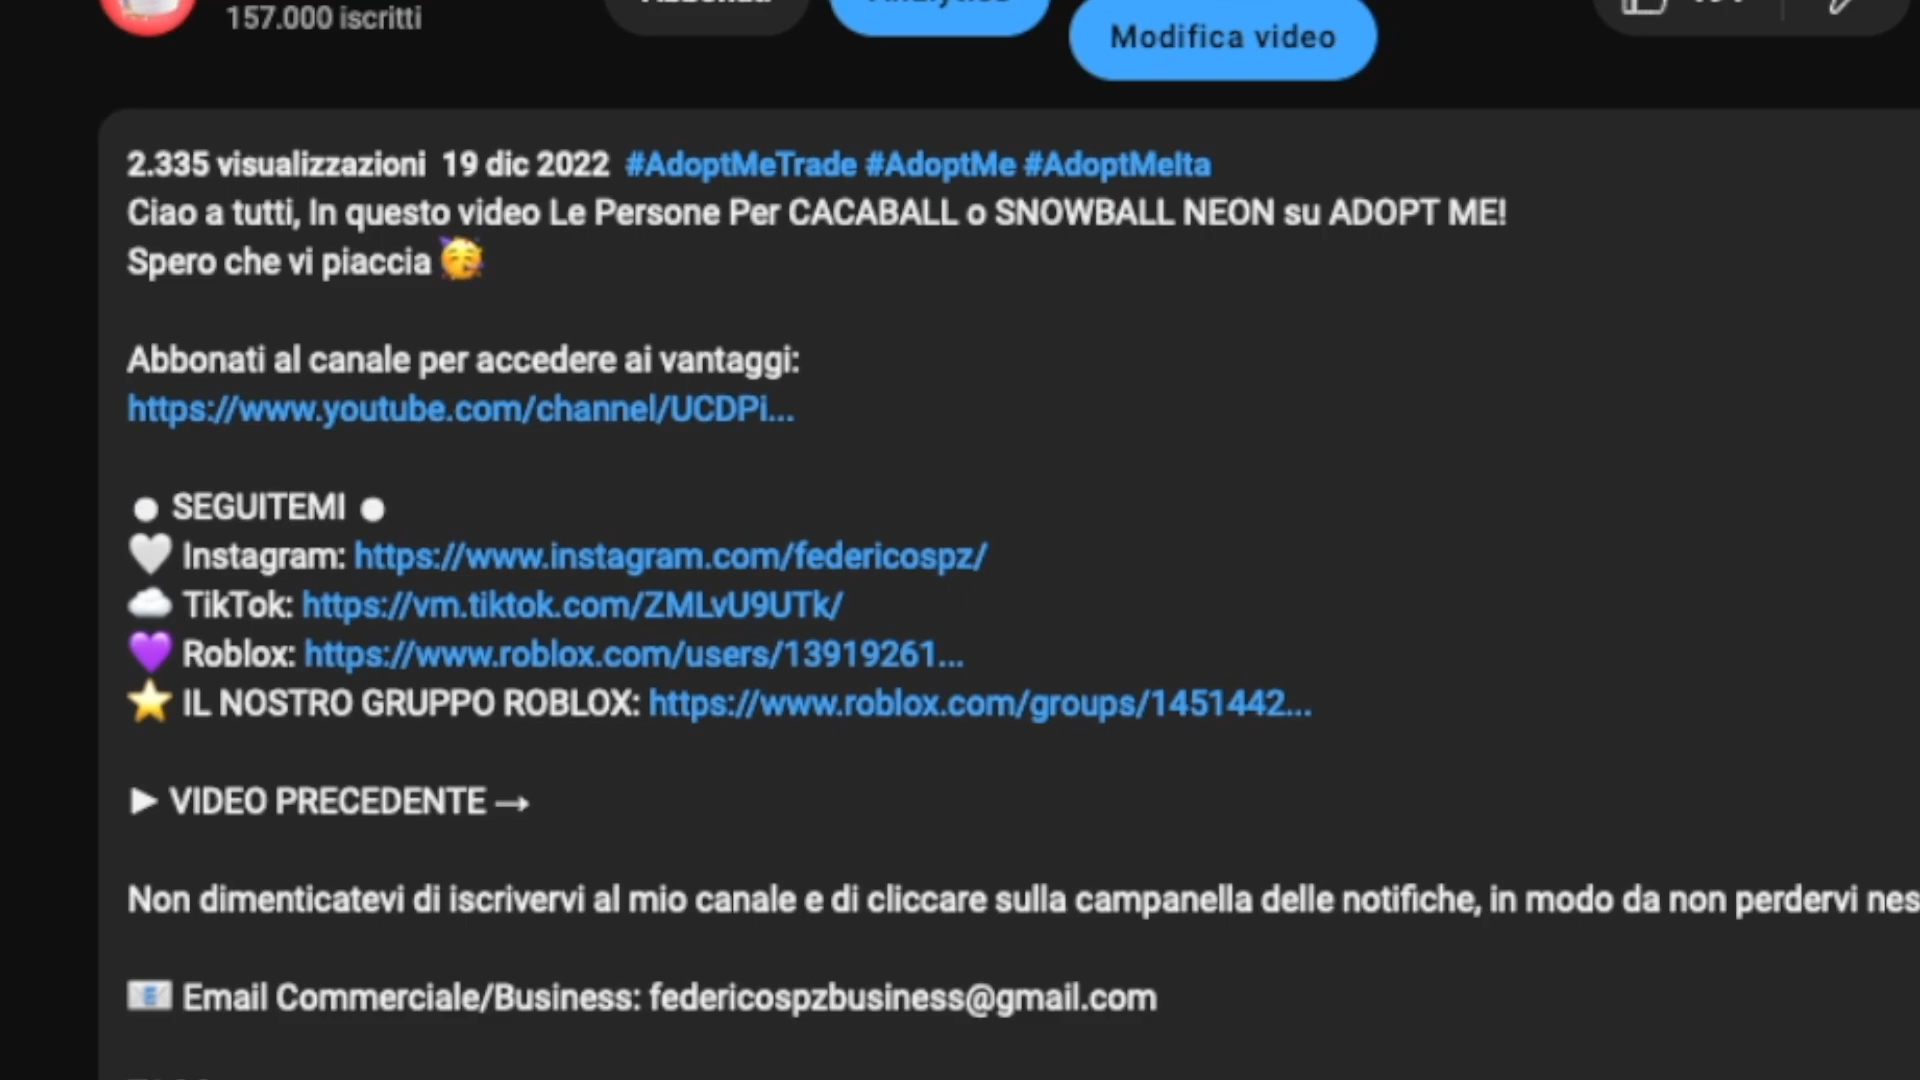 157.000 iscritti
Modifica video
2.335 visualizzazioni 19 dic 2022 #AdoptMeTrade #AdoptMe #AdoptMeIta
Ciao a tutti, In questo video Le Persone Per CACABALL o SNOWBALL NEON su ADOPT ME!
Spero che vi piaccia 🥳
Abbonati al canale per accedere ai vantaggi:
https://www.youtube.com/channel/UCDPi...
● SEGUITEMI ●
🤍 Instagram: https://www.instagram.com/federicospz/
☁️ TikTok: https://vm.tiktok.com/ZMLvU9UTk/
💜 Roblox: https://www.roblox.com/users/13919261...
⭐ IL NOSTRO GRUPPO ROBLOX: https://www.roblox.com/groups/1451442...
► VIDEO PRECEDENTE →
Non dimenticatevi di iscrivervi al mio canale e di cliccare sulla campanella delle notifiche, in modo da non perdervi nes
📧 Email Commerciale/Business: federicospzbusiness@gmail.com